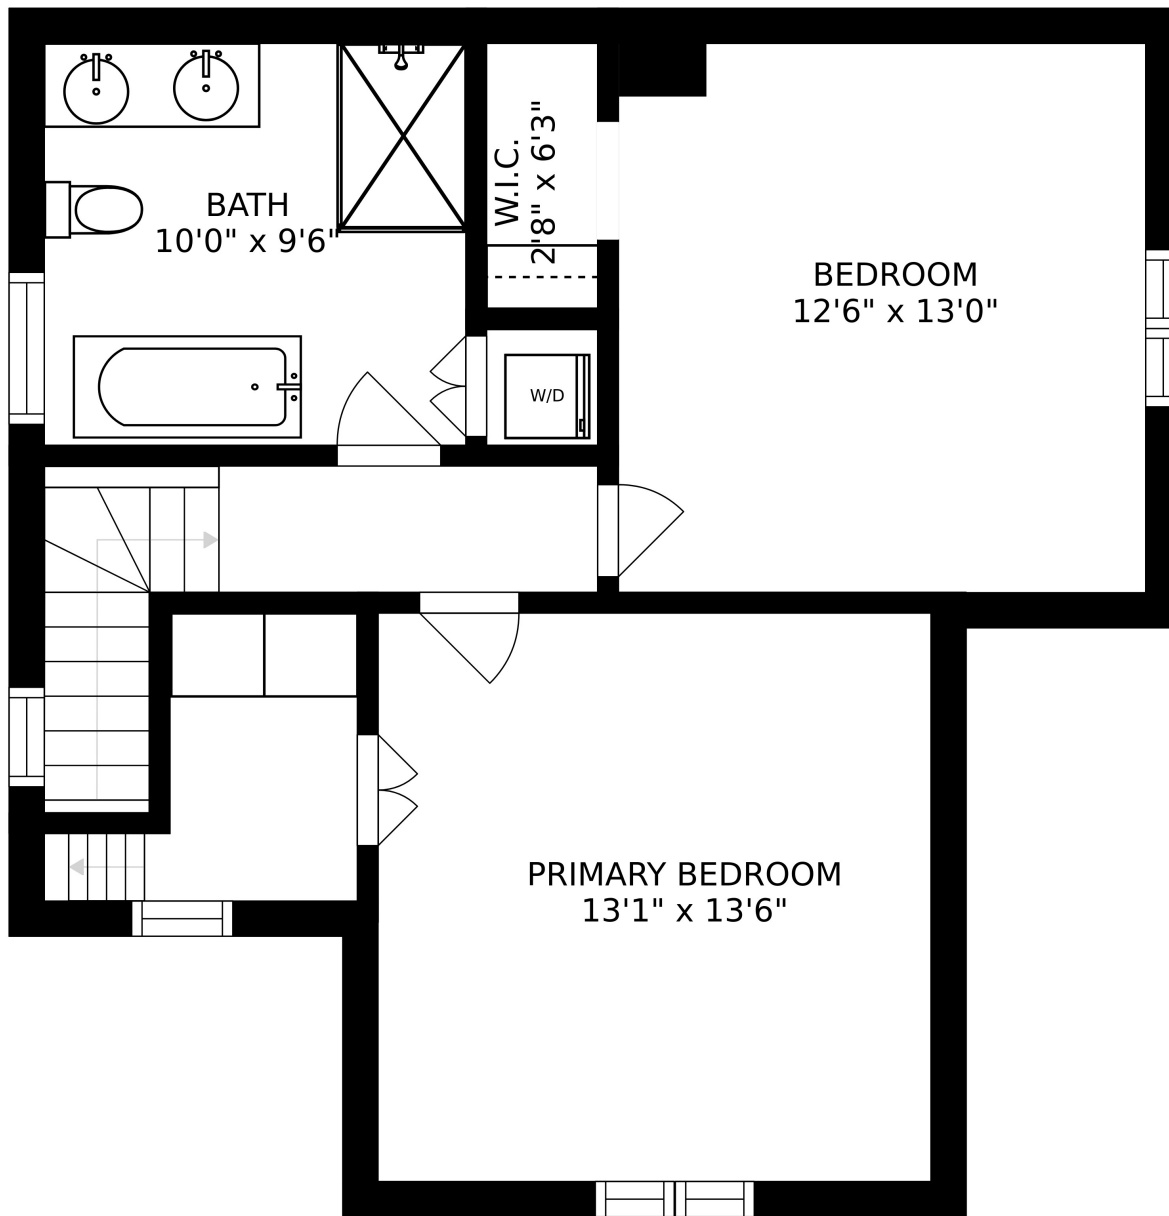 BATH
10'0" x 9'6"
W.I.C.
2'8" x 6'3"
BEDROOM
12'6" x 13'0"
W/D
PRIMARY BEDROOM
13'1" x 13'6"